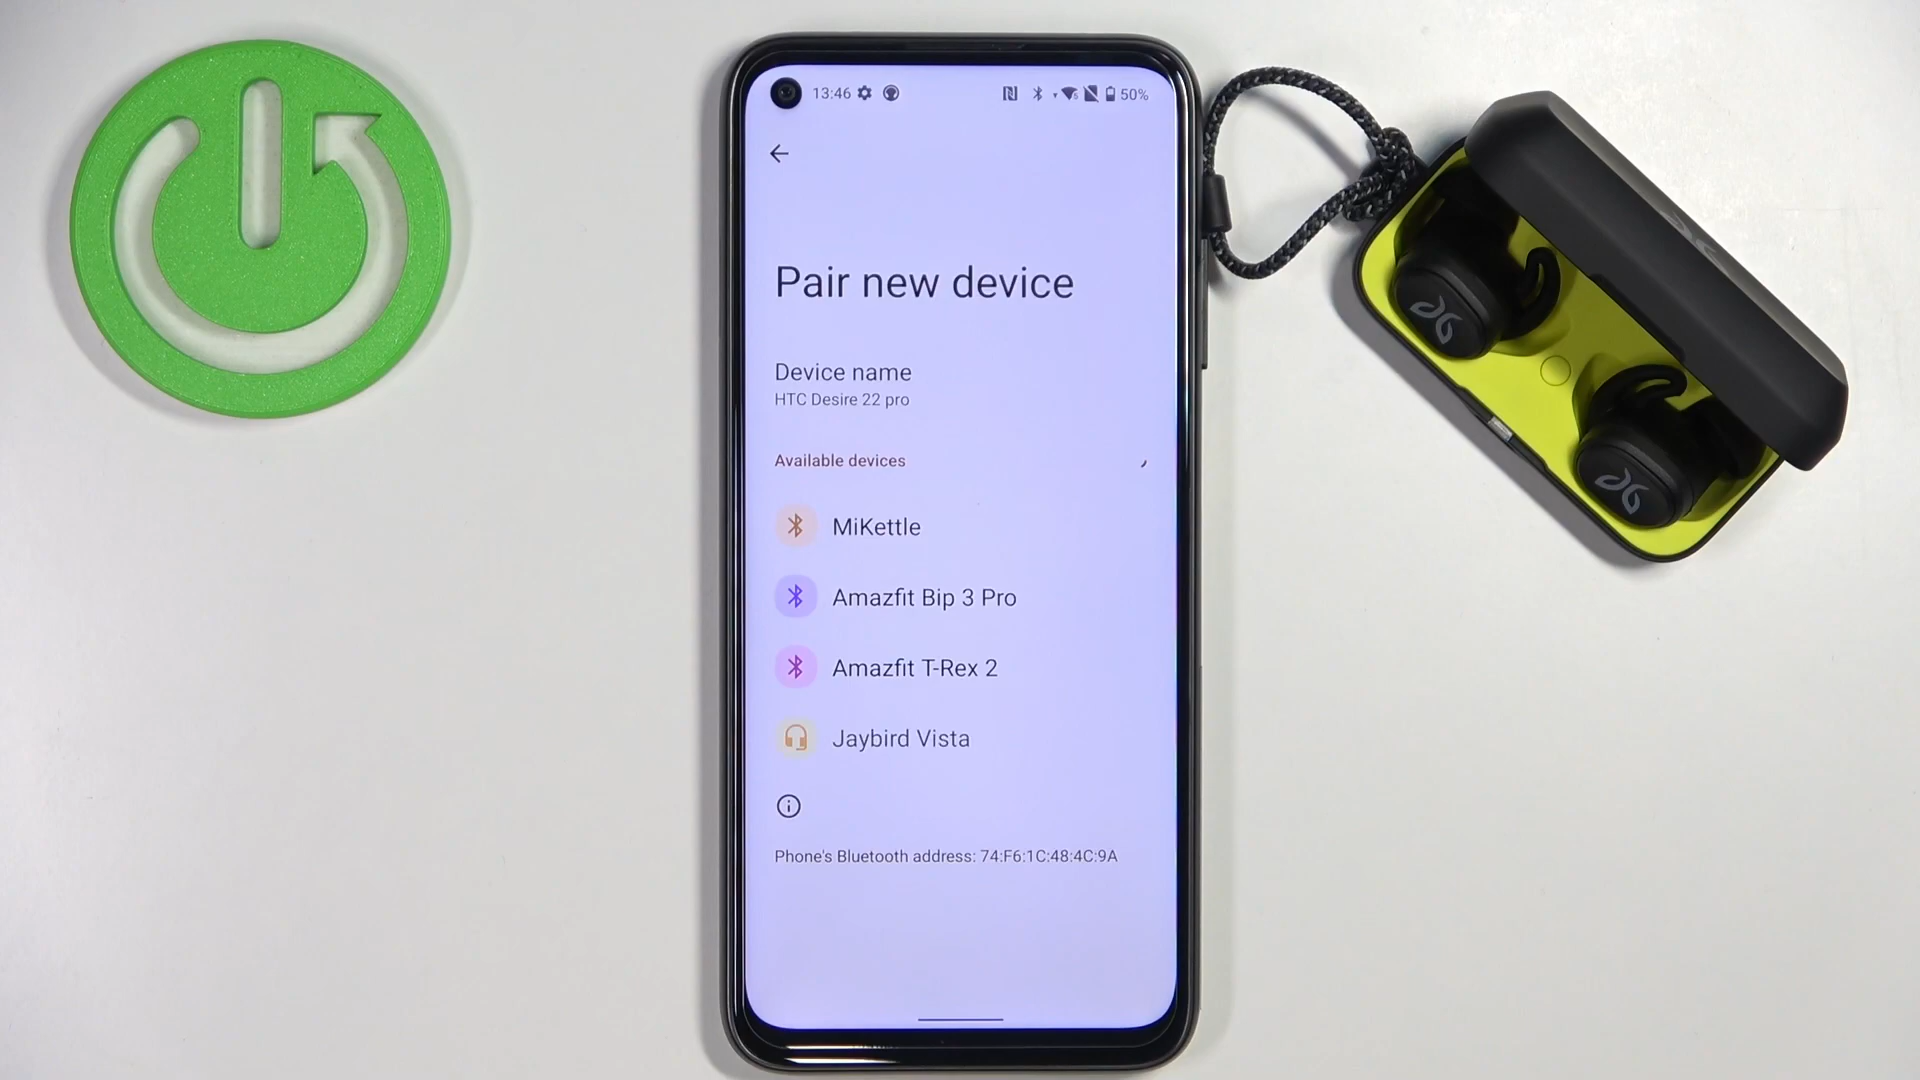 13:46
50%
Pair new device
Device name
HTC Desire 22 pro
Available devices
MiKettle
Amazfit Bip 3 Pro
Amazfit T-Rex 2
Jaybird Vista
Phone's Bluetooth address: 74:F6:1C:48:4C:9A